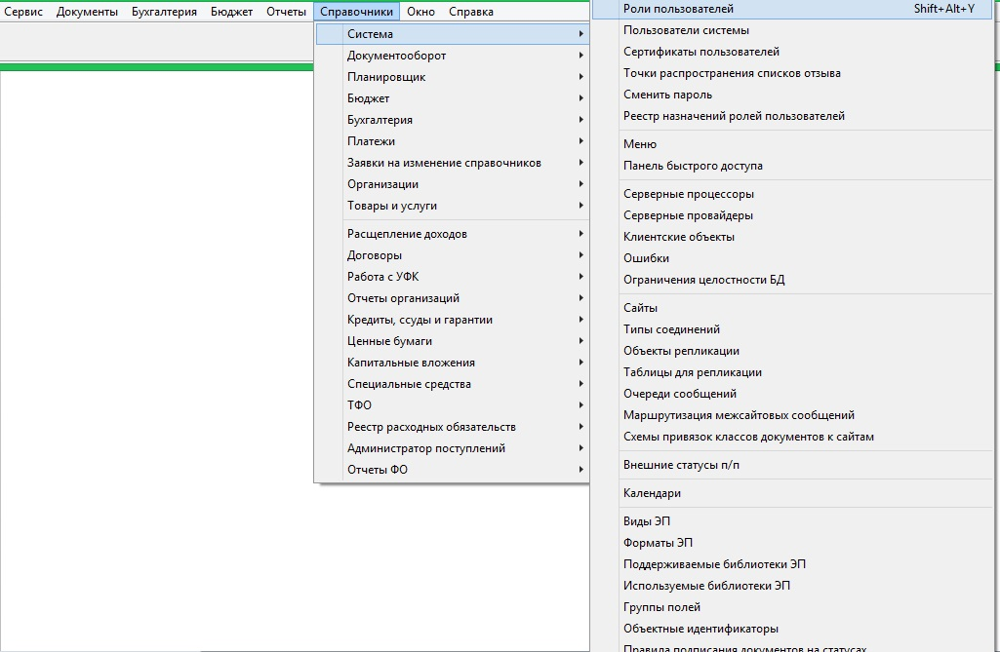 Сервис Документы Бухгалтерия Бюджет Отчеты Справочники Окно Справка
Система
Документооборот
Планировщик
Бюджет
Бухгалтерия
Платежи
Заявки на изменение справочников
Организации
Товары и услуги
Расщепление доходов
Договоры
Работа с УФК
Отчеты организаций
Кредиты, ссуды и гарантии
Ценные бумаги
Капитальные вложения
Специальные средства
ТФО
Реестр расходных обязательств
Администратор поступлений
Отчеты ФО
Роли пользователей Shift+Alt+Y
Пользователи системы
Сертификаты пользователей
Точки распространения списков отзыва
Сменить пароль
Реестр назначений ролей пользователей
Меню
Панель быстрого доступа
Серверные процессоры
Серверные провайдеры
Клиентские объекты
Ошибки
Ограничения целостности БД
Сайты
Типы соединений
Объекты репликации
Таблицы для репликации
Очереди сообщений
Маршрутизация межсайтовых сообщений
Схемы привязок классов документов к сайтам
Внешние статусы п/п
Календари
Виды ЭП
Форматы ЭП
Поддерживаемые библиотеки ЭП
Используемые библиотеки ЭП
Группы полей
Объектные идентификаторы
Правила подписания документов на статусах